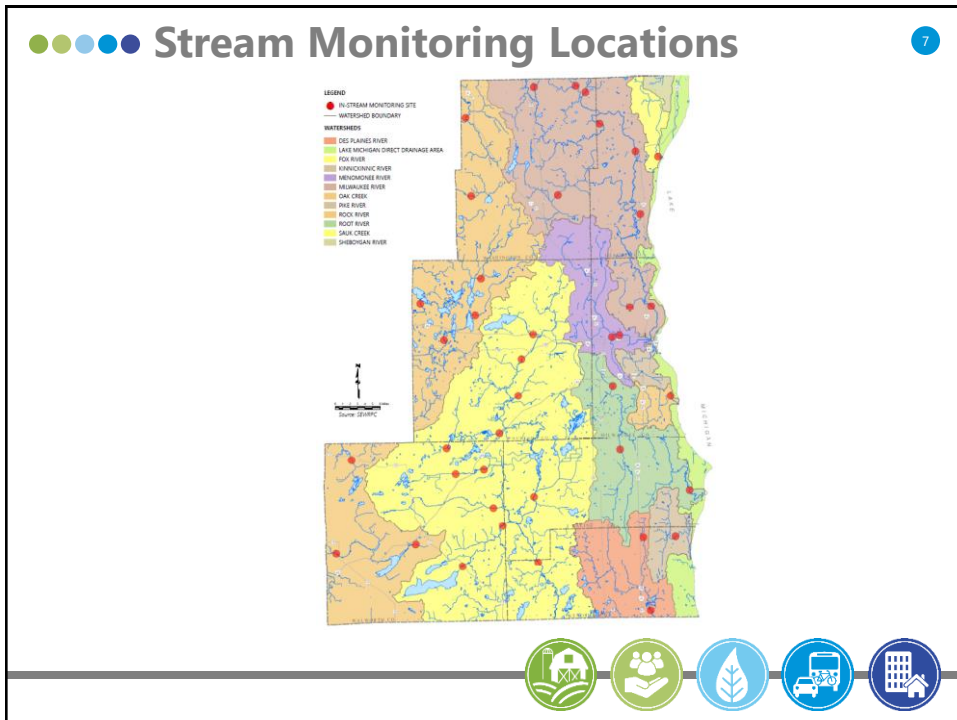 Stream Monitoring Locations
7
LEGEND
IN-STREAM MONITORING SITE
WATERSHED BOUNDARY
WATERSHEDS
DES PLAINES RIVER
LAKE MICHIGAN DIRECT DRAINAGE AREA
FOX RIVER
KINNICKINNIC RIVER
MENOMONEE RIVER
MILWAUKEE RIVER
OAK CREEK
PIKE RIVER
ROCK RIVER
ROOT RIVER
SAUK CREEK
SHEBOYGAN RIVER
LAKE
MICHIGAN
Source: SEWRPC